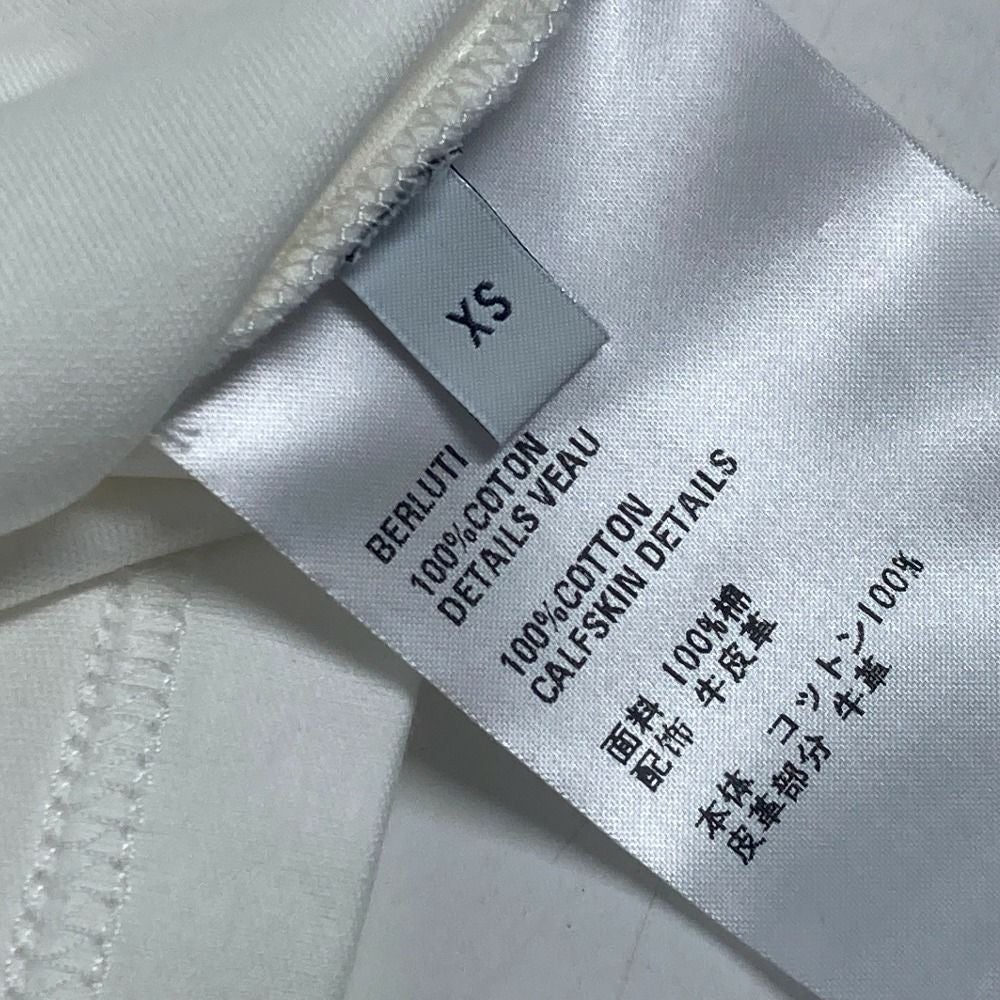 XS
BERLUTI
100%COTON
DETAILS VEAU
100%COTTON
CALFSKIN DETAILS
面料 100%棉
配饰 牛皮革
本体 コットン100%
皮革部分 牛革